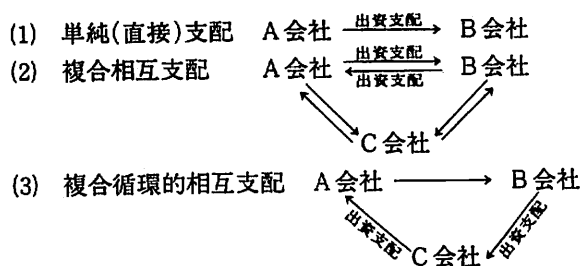 (1) 単純(直接)支配 A会社 出資支配 B会社
(2) 複合相互支配 A会社 出資支配 出資支配 B会社
C会社
(3) 複合循環的相互支配 A会社 B会社
出資支配 C会社 出資支配